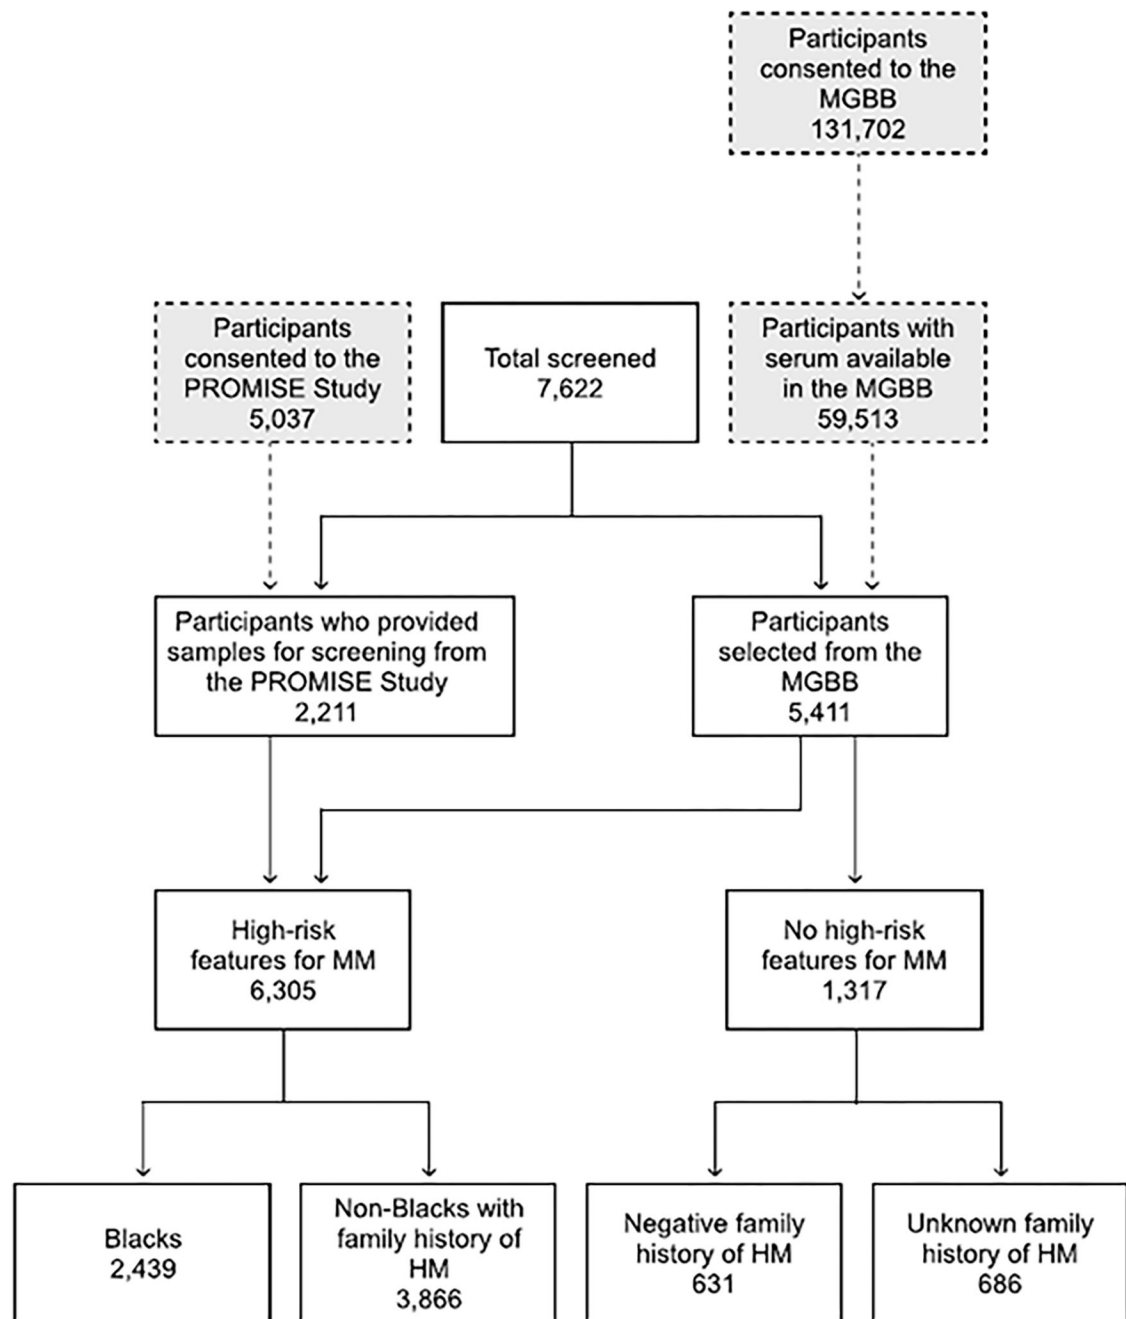 Participants
consented to the
MGBB
131,702
Participants
consented to the
PROMISE Study
5,037
Total screened
7,622
Participants with
serum available
in the MGBB
59,513
Participants who provided
samples for screening from
the PROMISE Study
2,211
Participants
selected from the
MGBB
5,411
High-risk
features for MM
6,305
No high-risk
features for MM
1,317
Blacks
2,439
Non-Blacks with
family history of
HM
3,866
Negative family
history of HM
631
Unknown family
history of HM
686